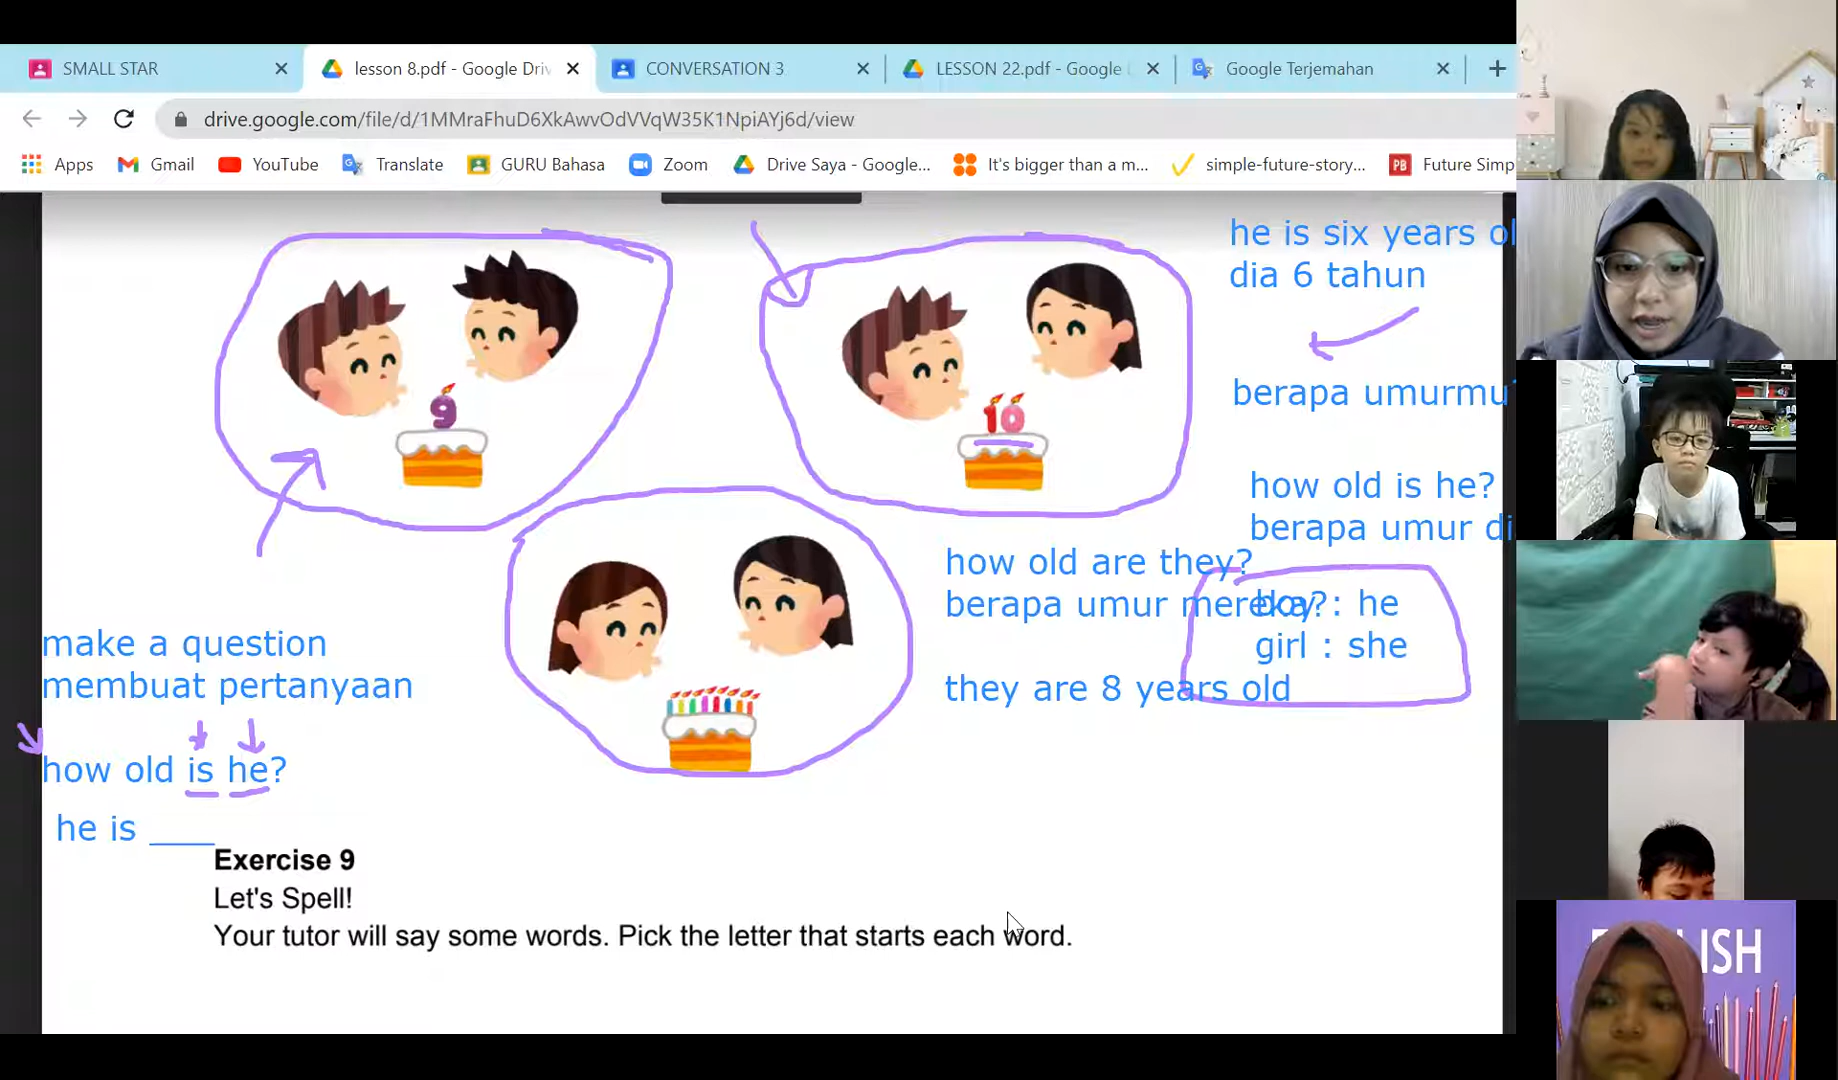 SMALL STAR
lesson 8.pdf - Google Driv
CONVERSATION 3
LESSON 22.pdf - Google
Google Terjemahan
drive.google.com/file/d/1MMraFhuD6XkAwvOdVVqW35K1NpiAYj6d/view
Apps
Gmail
YouTube
Translate
GURU Bahasa
Zoom
Drive Saya - Google...
It's bigger than a m...
simple-future-story...
PB
Future Simp
he is six years ol
dia 6 tahun
berapa umurmu?
9
10
how old is he?
berapa umur di
how old are they?
berapa umur mereka?
boy : he
girl : she
they are 8 years old
make a question
membuat pertanyaan
how old is he?
he is ____
Exercise 9
Let's Spell!
Your tutor will say some words. Pick the letter that starts each word.
ISH